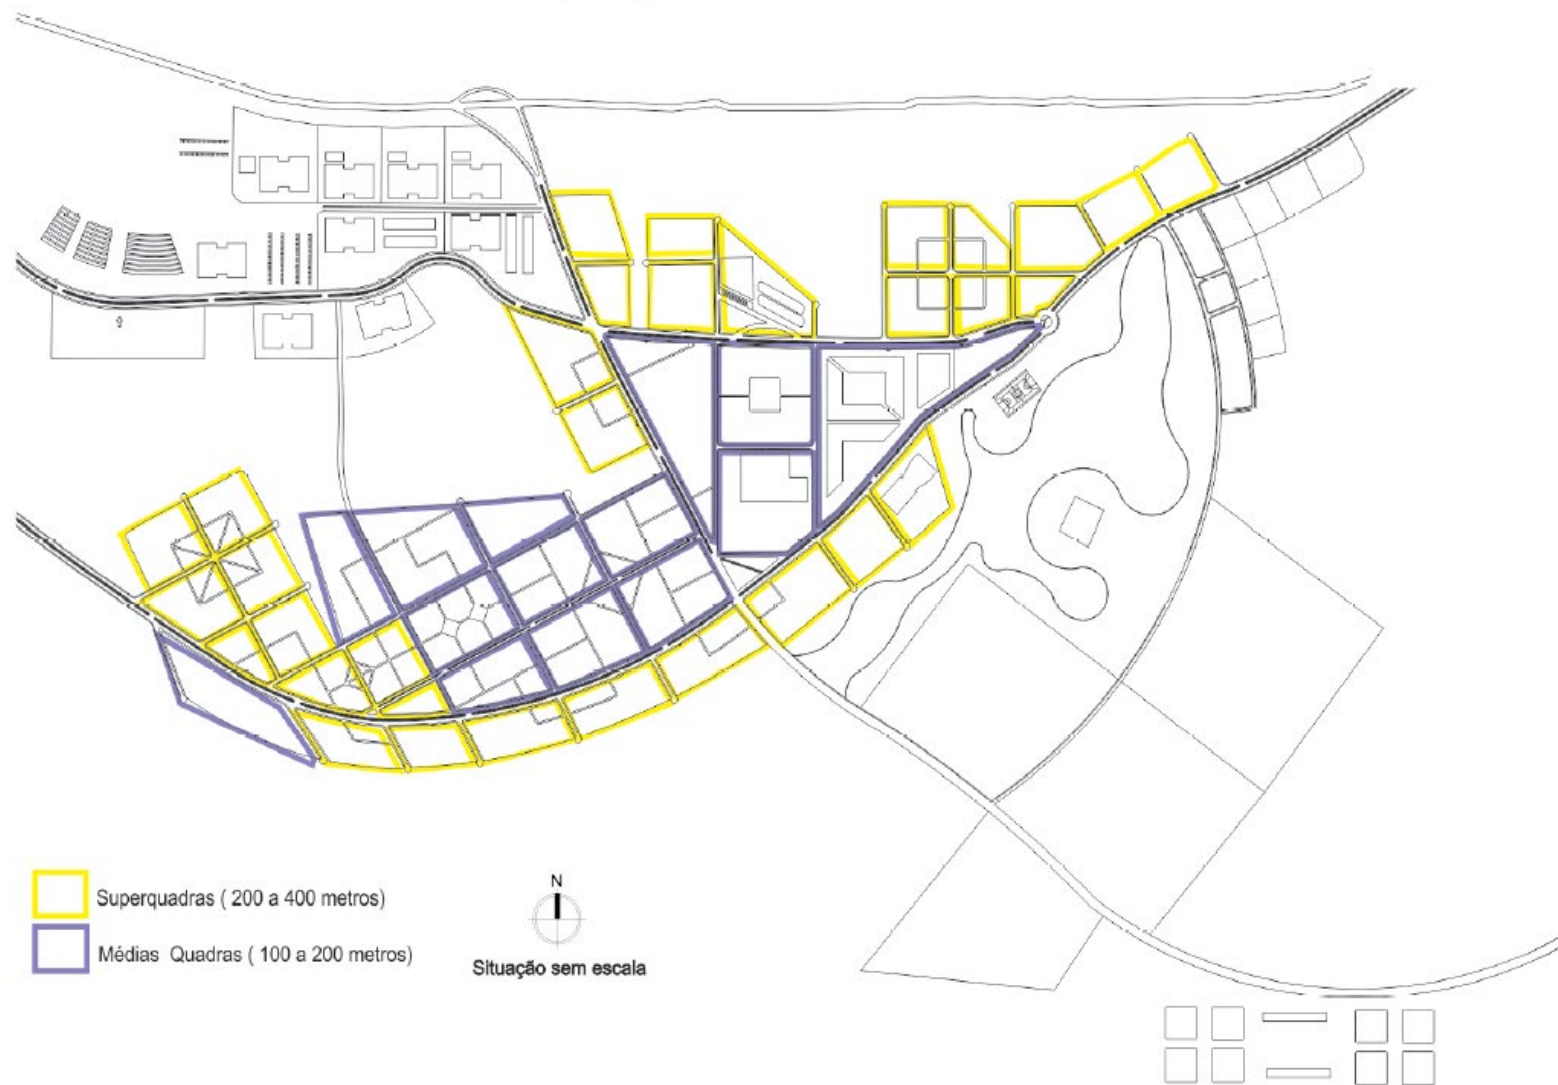 Superquadras ( 200 a 400 metros)
Médias Quadras ( 100 a 200 metros)
N
Situação sem escala